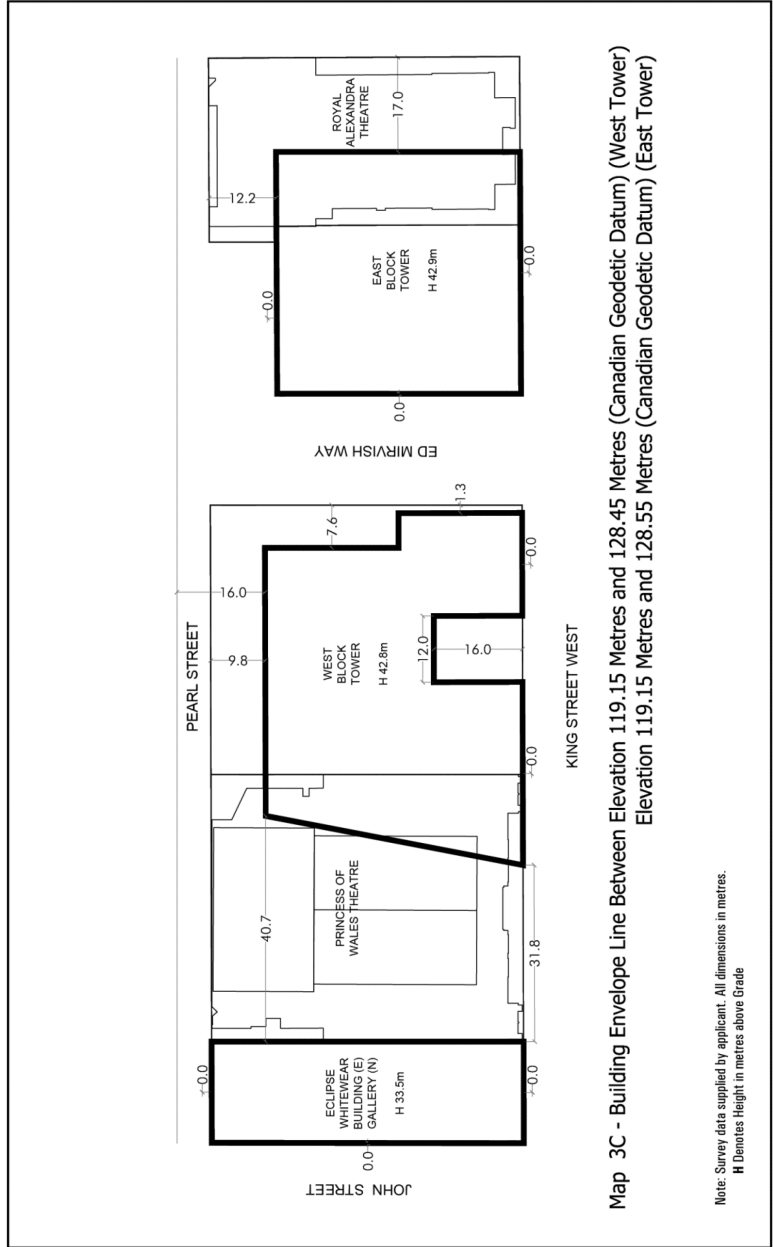 PEARL STREET
0.0
40.7
9.8
16.0
7.6
0.0
12.2
JOHN STREET
0.0
ECLIPSE
WHITEWEAR
BUILDING (E)
GALLERY (N)
H 33.5m
0.0
PRINCESS OF
WALES THEATRE
31.8
WEST
BLOCK
TOWER
H 42.8m
12.0
16.0
0.0
0.0
1.3
ED MIRVISH WAY
0.0
EAST
BLOCK
TOWER
H 42.9m
0.0
ROYAL
ALEXANDRA
THEATRE
17.0
KING STREET WEST
Map 3C - Building Envelope Line Between Elevation 119.15 Metres and 128.45 Metres (Canadian Geodetic Datum) (West Tower)
Elevation 119.15 Metres and 128.55 Metres (Canadian Geodetic Datum) (East Tower)
Note: Survey data supplied by applicant. All dimensions in metres.
H Denotes Height in metres above Grade